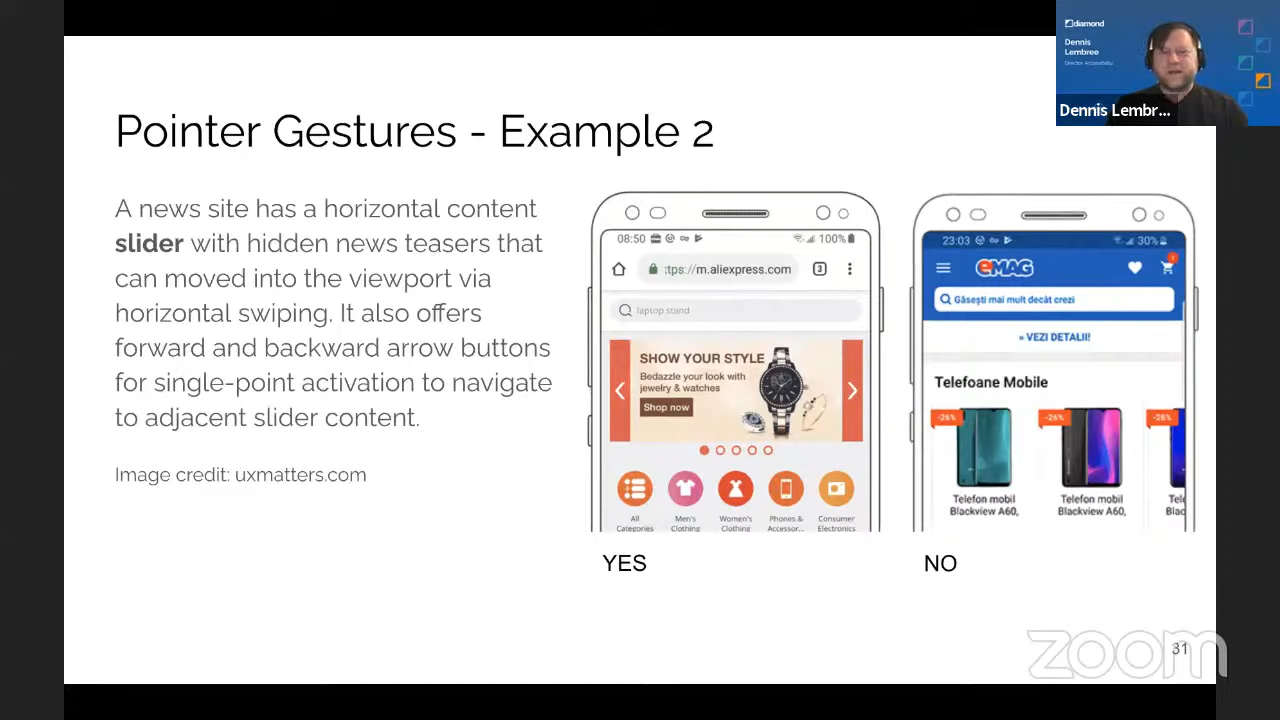 diamond
Dennis
Lembree
Director Accessibility
Dennis Lembr...
Pointer Gestures - Example 2
A news site has a horizontal content
slider with hidden news teasers that
can moved into the viewport via
horizontal swiping. It also offers
forward and backward arrow buttons
for single-point activation to navigate
to adjacent slider content.
Image credit: uxmatters.com
08:50
100%
:tps://m.aliexpress.com
3
laptop stand
SHOW YOUR STYLE
Bedazzle your look with
jewelry & watches
Shop now
All
Categories
Men's
Clothing
Women's
Clothing
Phones &
Accessor...
Consumer
Electronics
YES
23:03
30%
eMAG
1
Găsești mai mult decât crezi
» VEZI DETALII!
Telefoane Mobile
-26%
-26%
-26%
Telefon mobil
Blackview A60,
Telefon mobil
Blackview A60,
Tel
Blac
NO
31
zoom